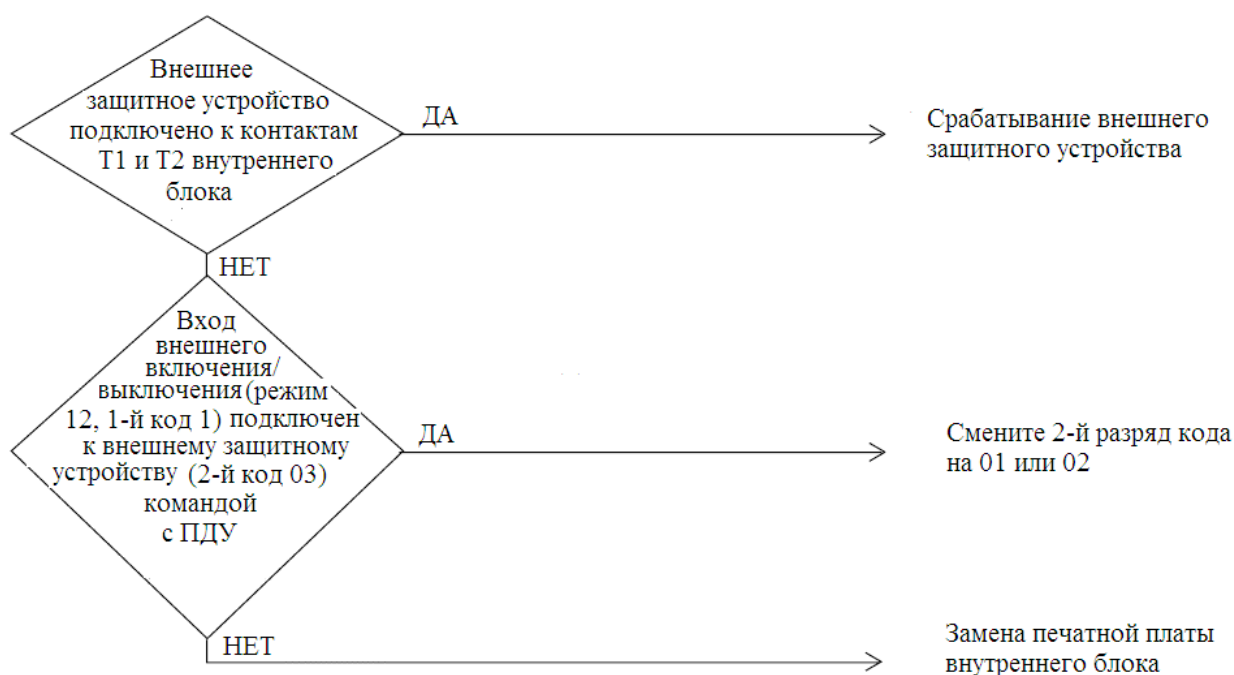 Внешнее
защитное устройство
подключено к контактам
Т1 и Т2 внутреннего
блока
ДА
Срабатывание внешнего
защитного устройства
НЕТ
Вход
внешнего
включения/
выключения (режим
12, 1-й код 1) подключен
к внешнему защитному
устройству (2-й код 03)
командой
с ПДУ
ДА
Смените 2-й разряд кода
на 01 или 02
НЕТ
Замена печатной платы
внутреннего блока